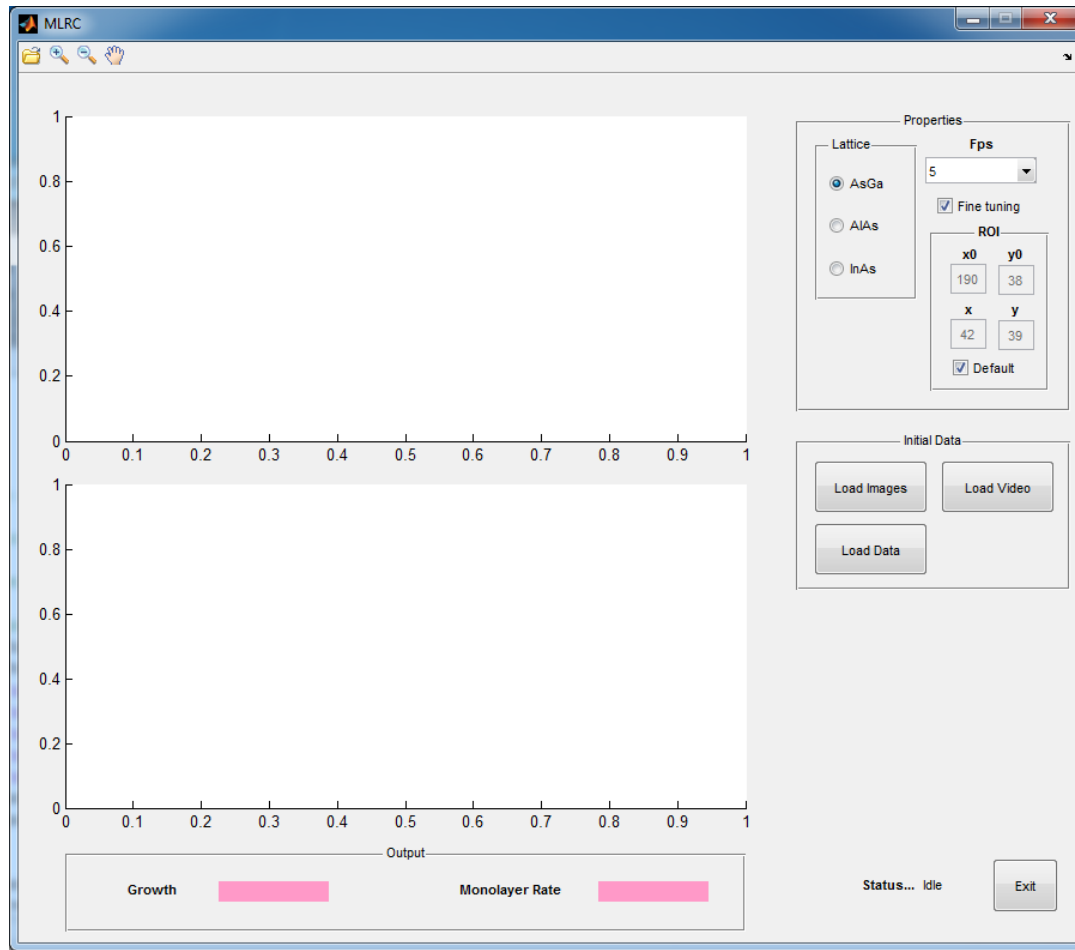 MLRC
1
0.8
0.6
0.4
0.2
0
0 0.1 0.2 0.3 0.4 0.5 0.6 0.7 0.8 0.9 1
1
0.8
0.6
0.4
0.2
0
0 0.1 0.2 0.3 0.4 0.5 0.6 0.7 0.8 0.9 1
Output
Growth
Monolayer Rate
Properties
Lattice
AsGa
AlAs
InAs
Fps
5
Fine tuning
ROI
x0 y0
190 38
x y
42 39
Default
Initial Data
Load Images Load Video
Load Data
Status... Idle
Exit